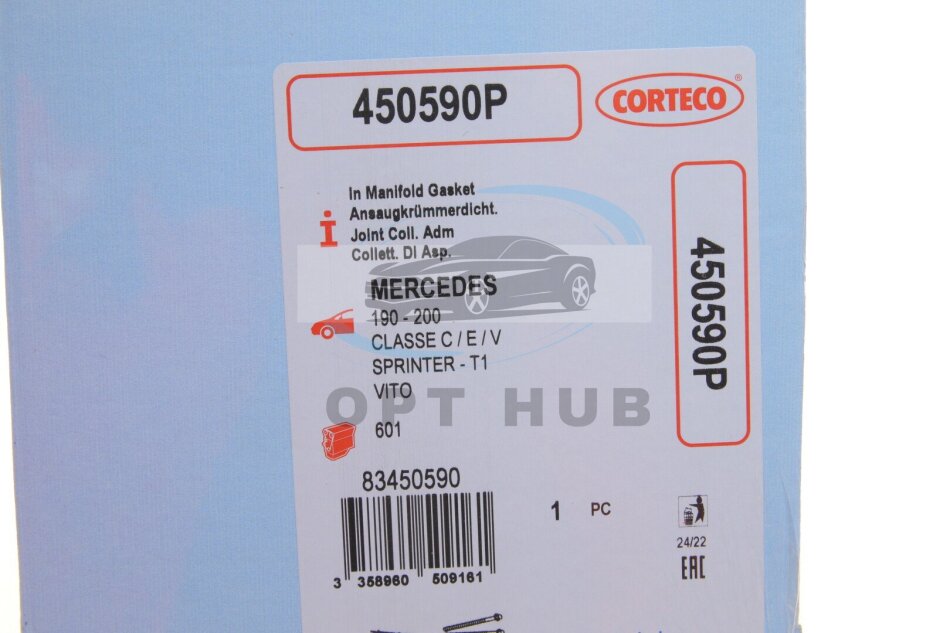 450590P
CORTECO®
In Manifold Gasket
Ansaugkrümmerdicht.
Joint Coll. Adm
Collett. Di Asp.
MERCEDES
190 - 200
CLASSE C / E / V
SPRINTER - T1
VITO
OPT HUB
601
83450590
3 358960 509161
1 PC
24/22
EAC
450590P